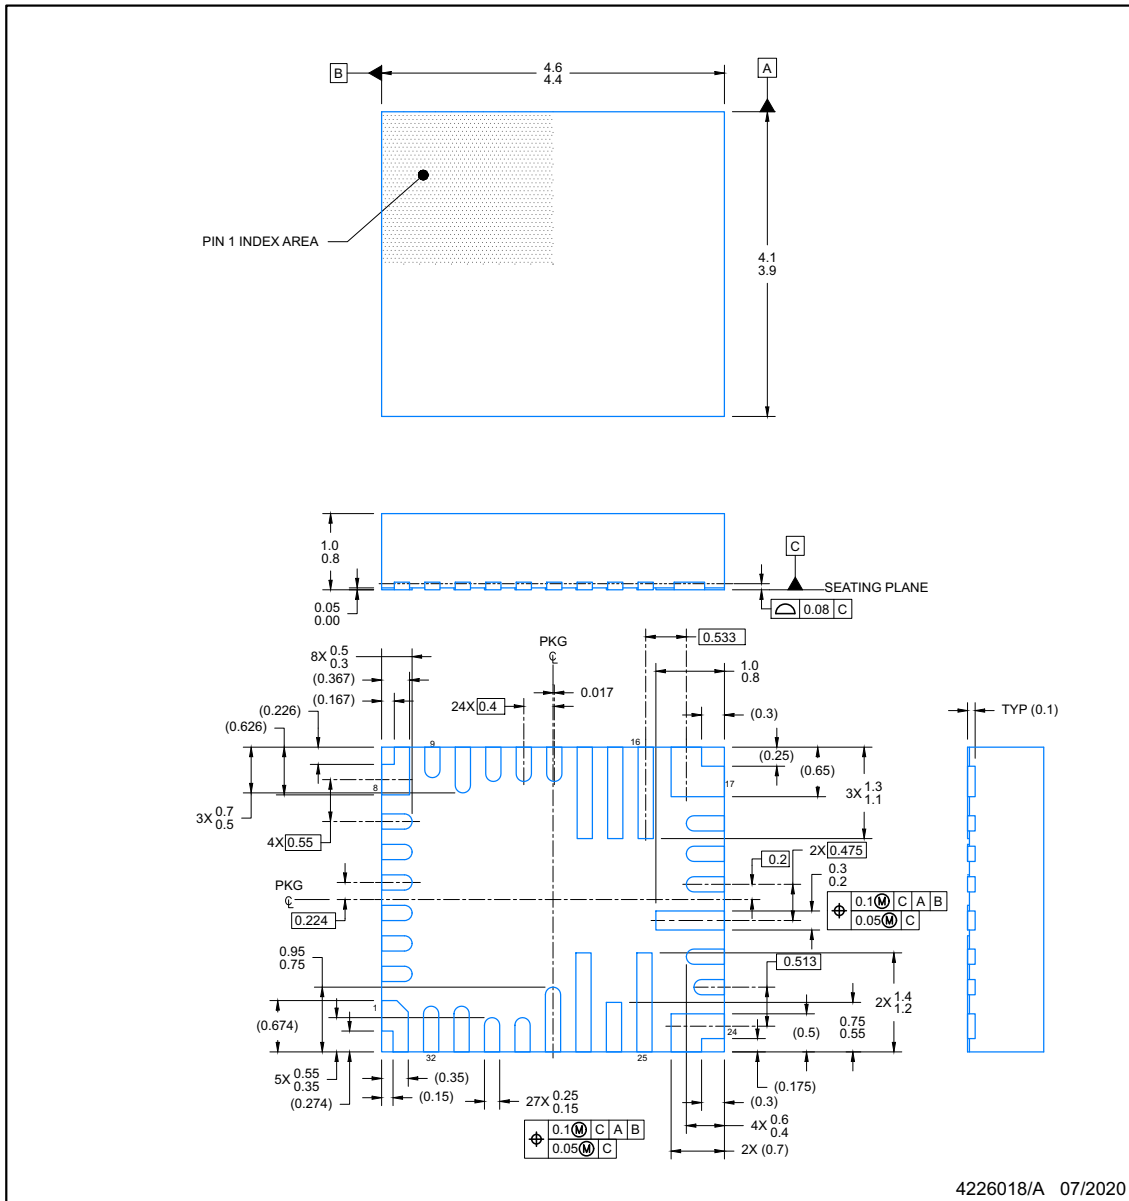 B
4.6
4.4
A
PIN 1 INDEX AREA
4.1
3.9
1.0
0.8
C
SEATING PLANE
0.05
0.00
0.08 C
PKG
℄
0.533
8X 0.5
0.3
1.0
0.8
(0.367)
(0.167)
24X 0.4
0.017
(0.3)
TYP (0.1)
(0.226)
(0.626)
9
16
(0.25)
(0.65)
8
17
3X 1.3
1.1
3X 0.7
0.5
4X 0.55
2X 0.475
0.2
0.3
0.2
PKG
℄
0.1 Ⓜ C A B
0.05 Ⓜ C
0.224
0.95
0.75
0.513
1
2X 1.4
1.2
(0.674)
(0.5)
0.75
0.55
24
32
25
5X 0.55
0.35
(0.35)
(0.175)
(0.274)
(0.15)
27X 0.25
0.15
(0.3)
0.1 Ⓜ C A B
0.05 Ⓜ C
4X 0.6
0.4
2X (0.7)
4226018/A 07/2020